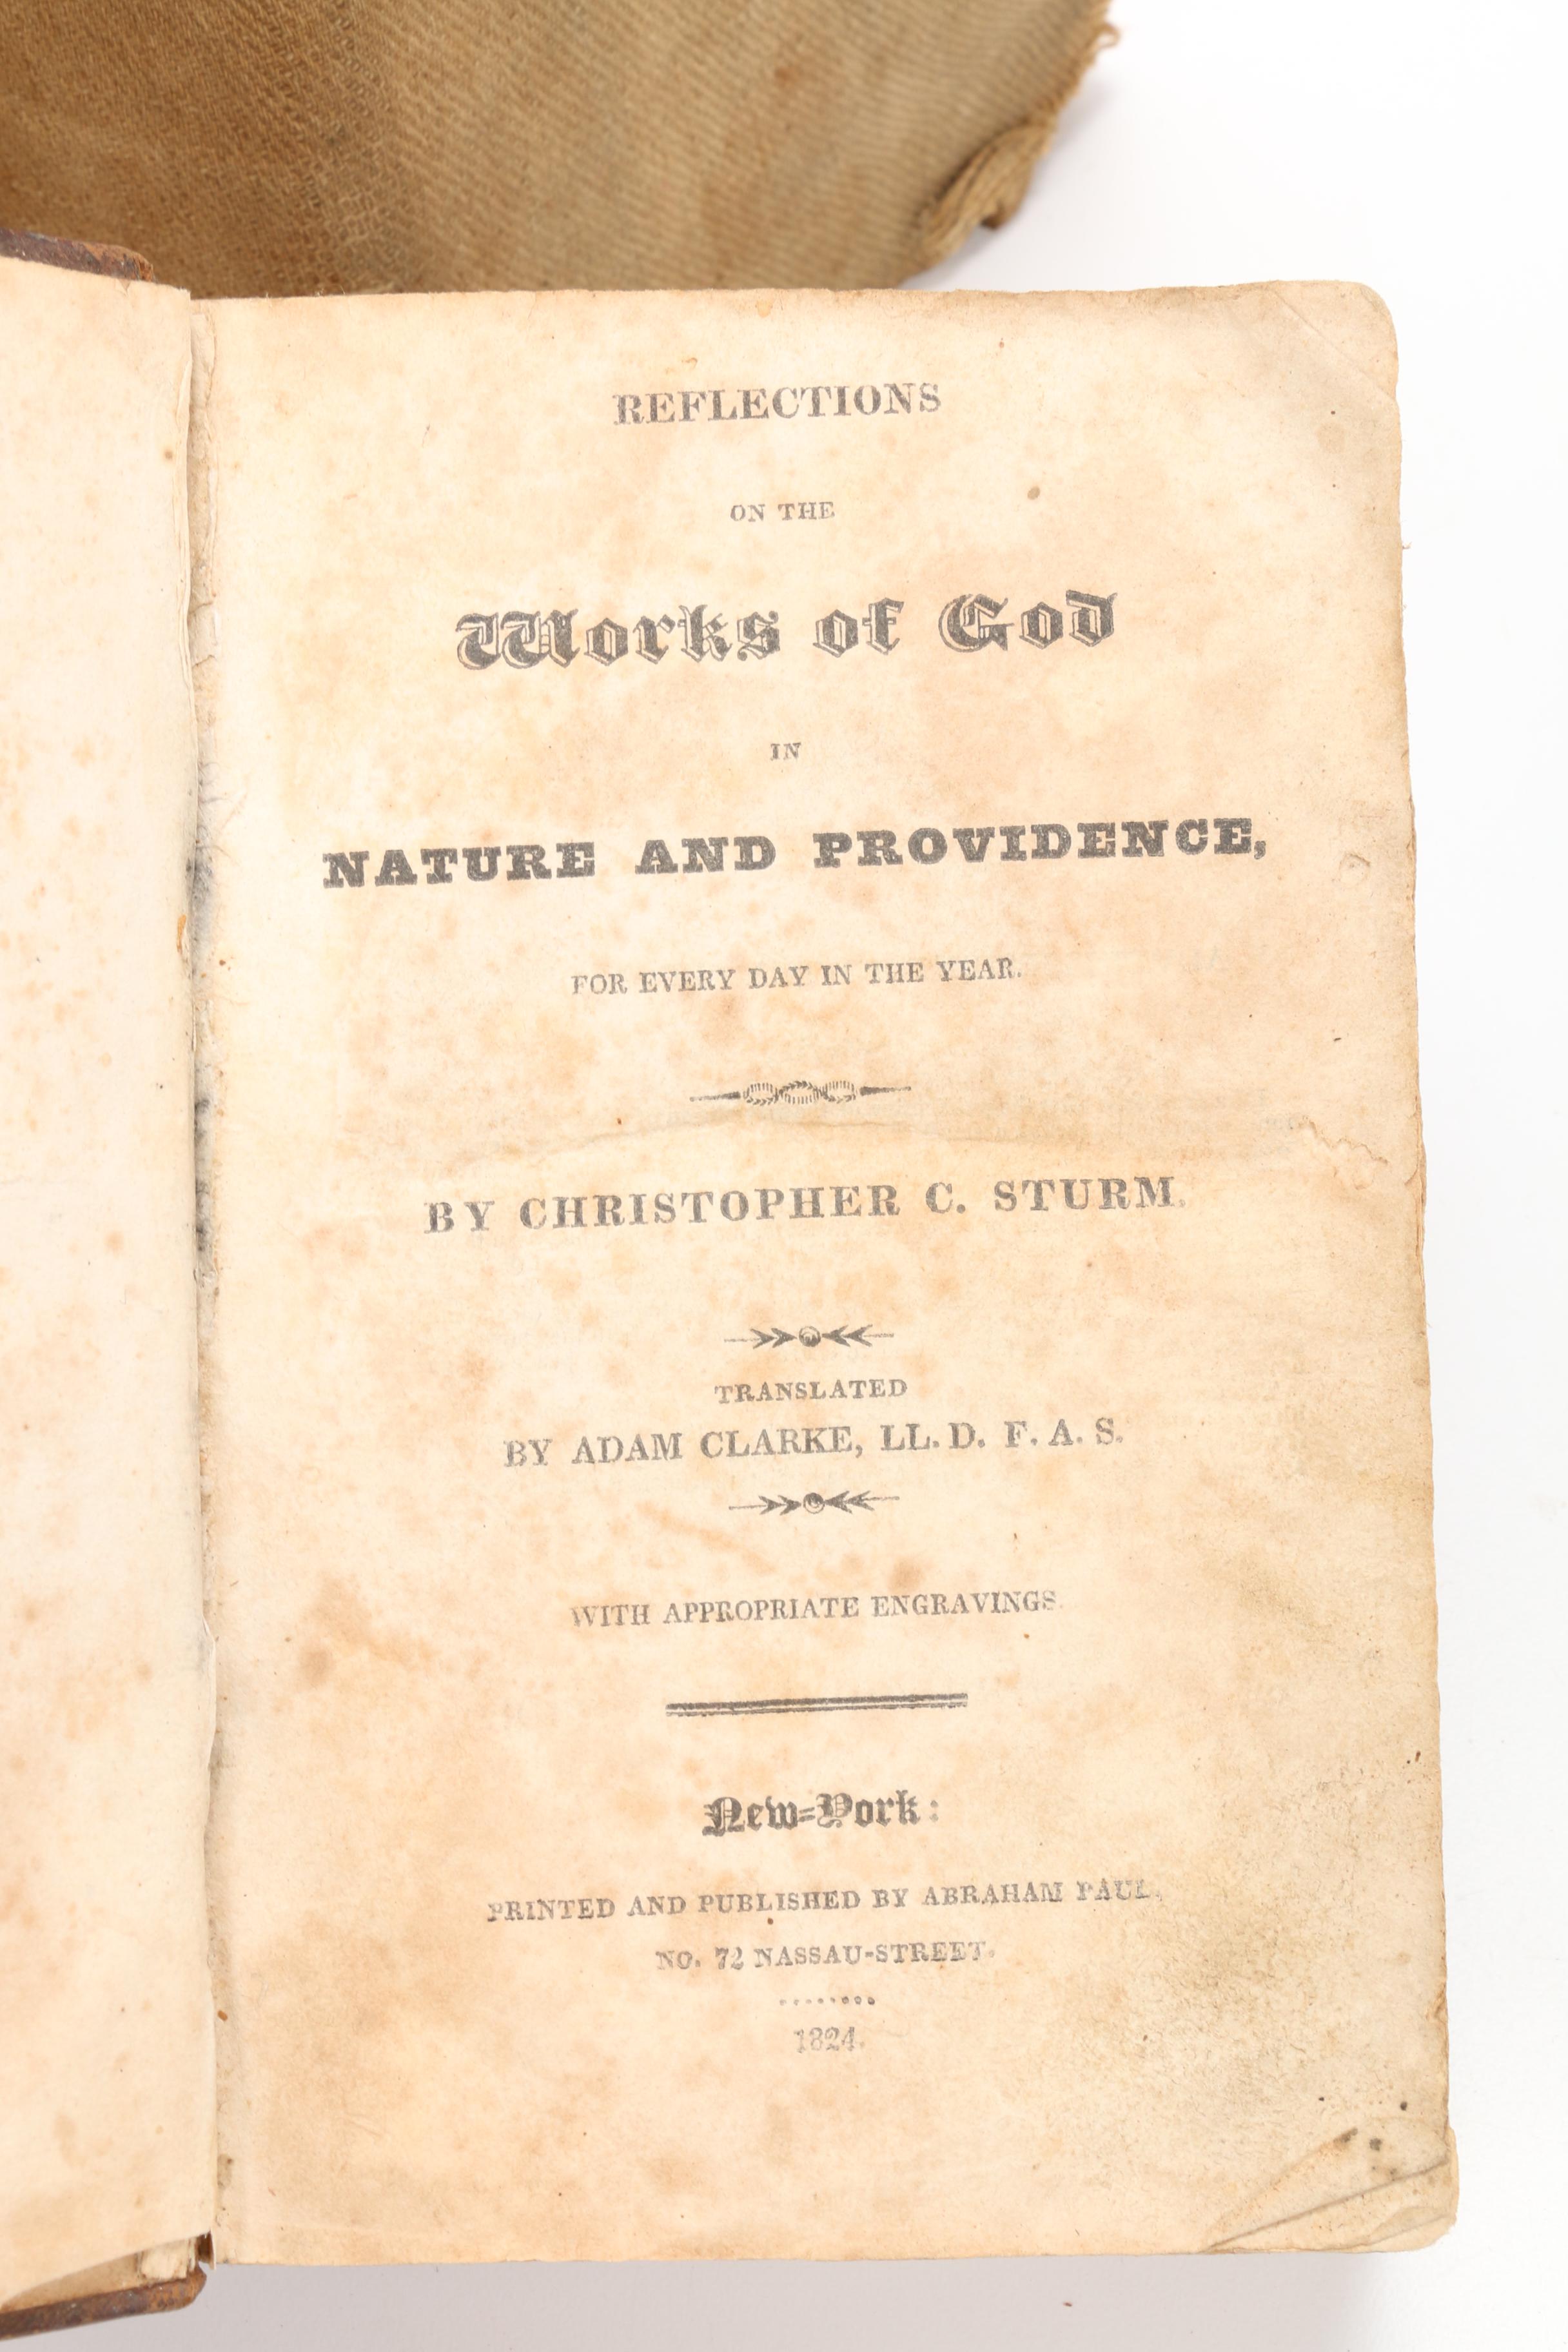 REFLECTIONS
ON THE
Works of God
IN
NATURE AND PROVIDENCE,
FOR EVERY DAY IN THE YEAR.
BY CHRISTOPHER C. STURM.
TRANSLATED
BY ADAM CLARKE, LL. D. F. A. S.
WITH APPROPRIATE ENGRAVINGS.
New-York:
PRINTED AND PUBLISHED BY ABRAHAM PAUL,
NO. 72 NASSAU-STREET.
1824.